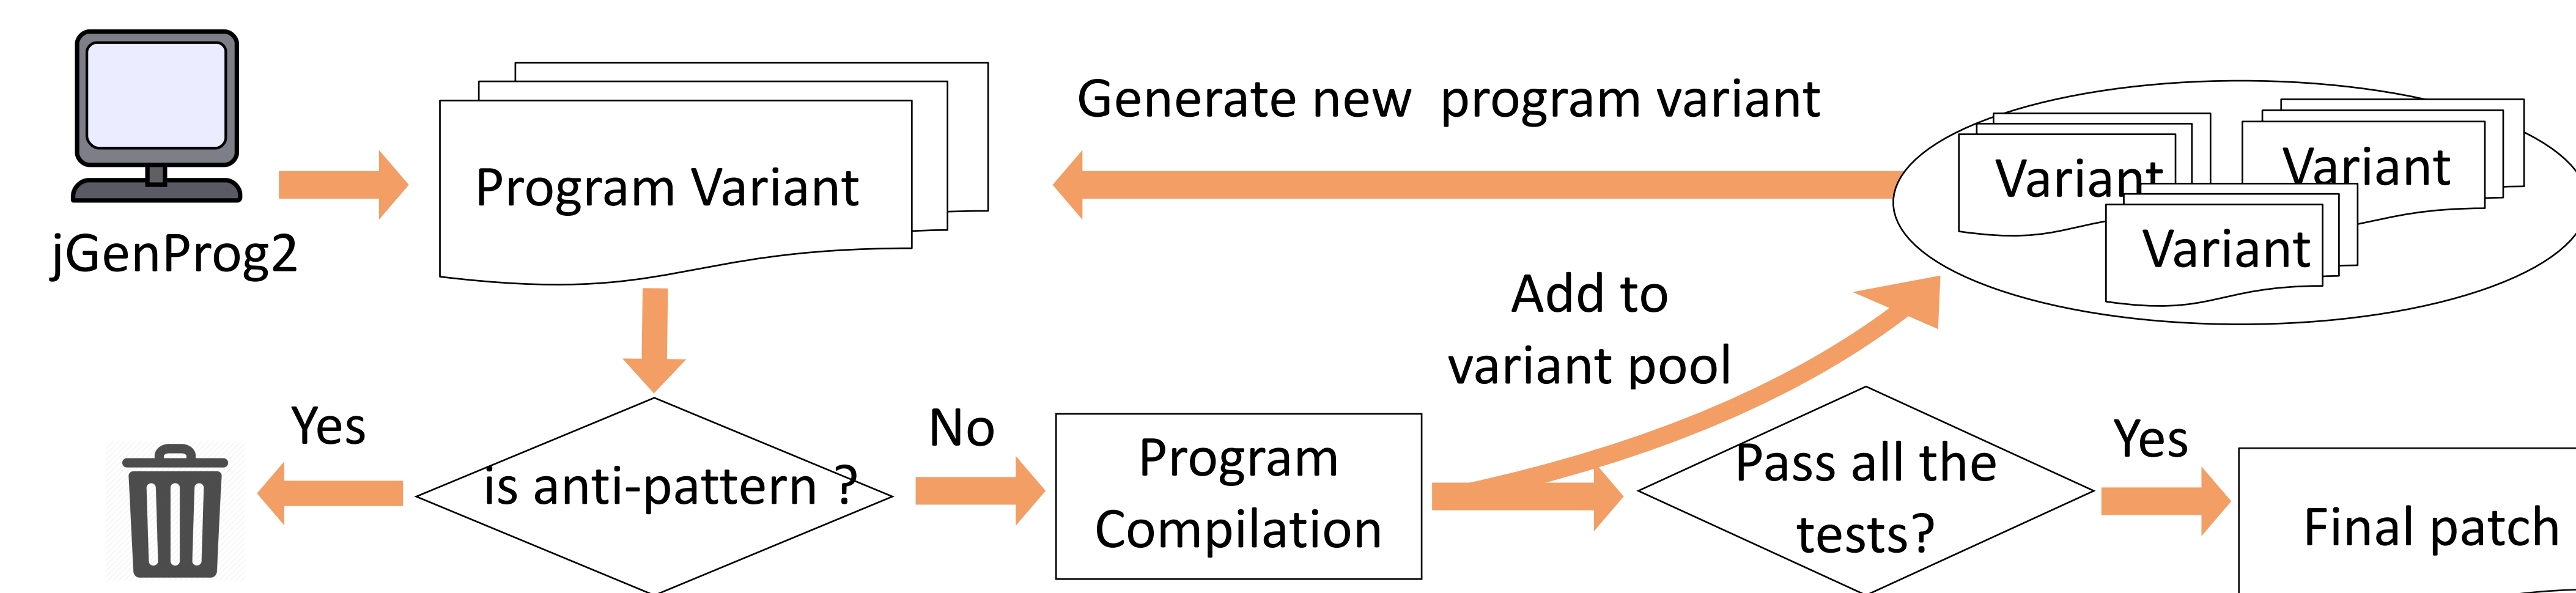 jGenProg2
Program Variant
Generate new program variant
Variant
Variant
Variant
Add to
variant pool
Yes
is anti-pattern ?
No
Program
Compilation
Pass all the
tests?
Yes
Final patch